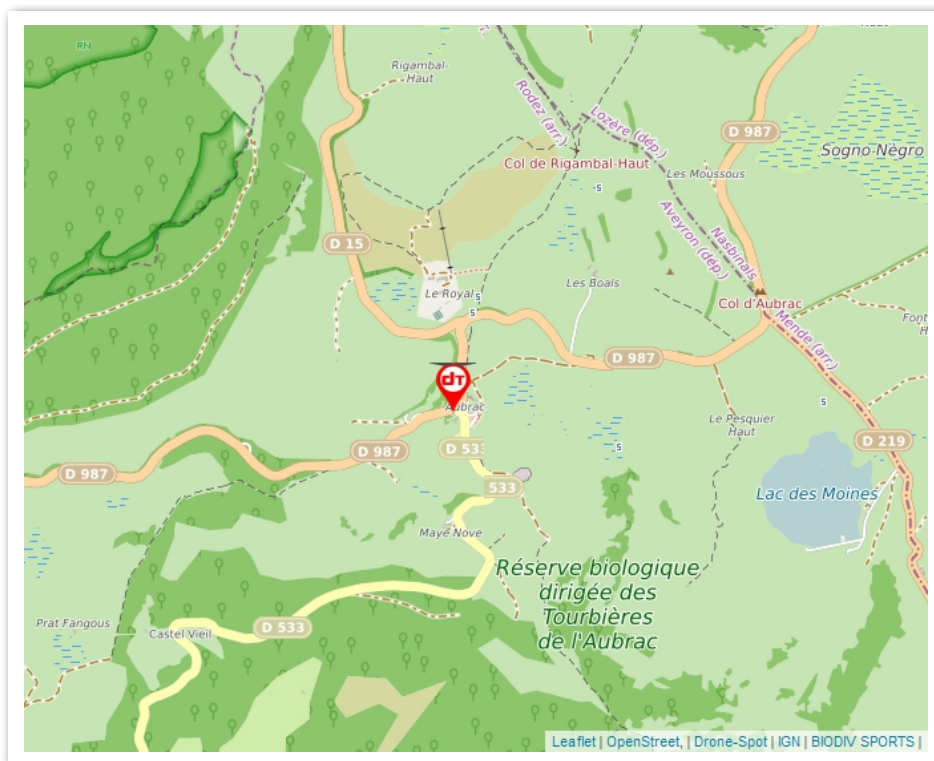 RN
Rigambal-
Haut
Rodez (arr.)
Lozère (dép.)
D 987
Col de Rigambal-Haut
Sogno Nègro
Les Moussous
Aveyron (dép.)
Nasbinals
D 15
Le Royal
Les Boals
Col d'Aubrac
Mende (arr.)
Font
D 987
dT
Aubrac
Le Pesquier
Haut
D 987
D 533
D 219
D 987
533
Lac des Moines
Maye Nove
Réserve biologique
dirigée des
Tourbières
de l'Aubrac
Prat Fangous
Castel Vieil
D 533
Leaflet | OpenStreet, | Drone-Spot | IGN | BIODIV SPORTS |